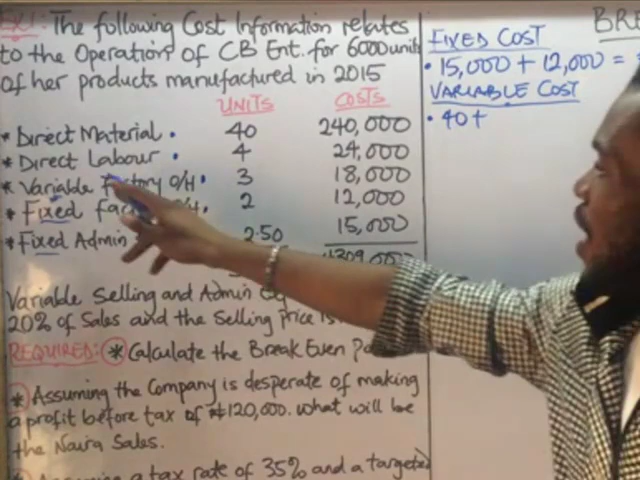 EX1: The following Cost Information relates
to the Operation of CB Ent. for 6000 units
of her products manufactured in 2015
UNITS COSTS
* Direct Material. 40 240,000
* Direct Labour. 4 24,000
* Variable Factory O/H. 3 18,000
* Fixed O/H. 2 12,000
* Fixed Admin 2.50 15,000
Variable Selling and Admin
20% of Sales and the Selling price is
REQUIRED: * Calculate the Break Even
* Assuming the Company is desperate of making
a profit before tax of ₦120,000. What will be
the Naira Sales.
Assuming a tax rate of 35% and a targeted
FIXED COST
• 15,000 + 12,000 =
VARIABLE COST
• 40 +